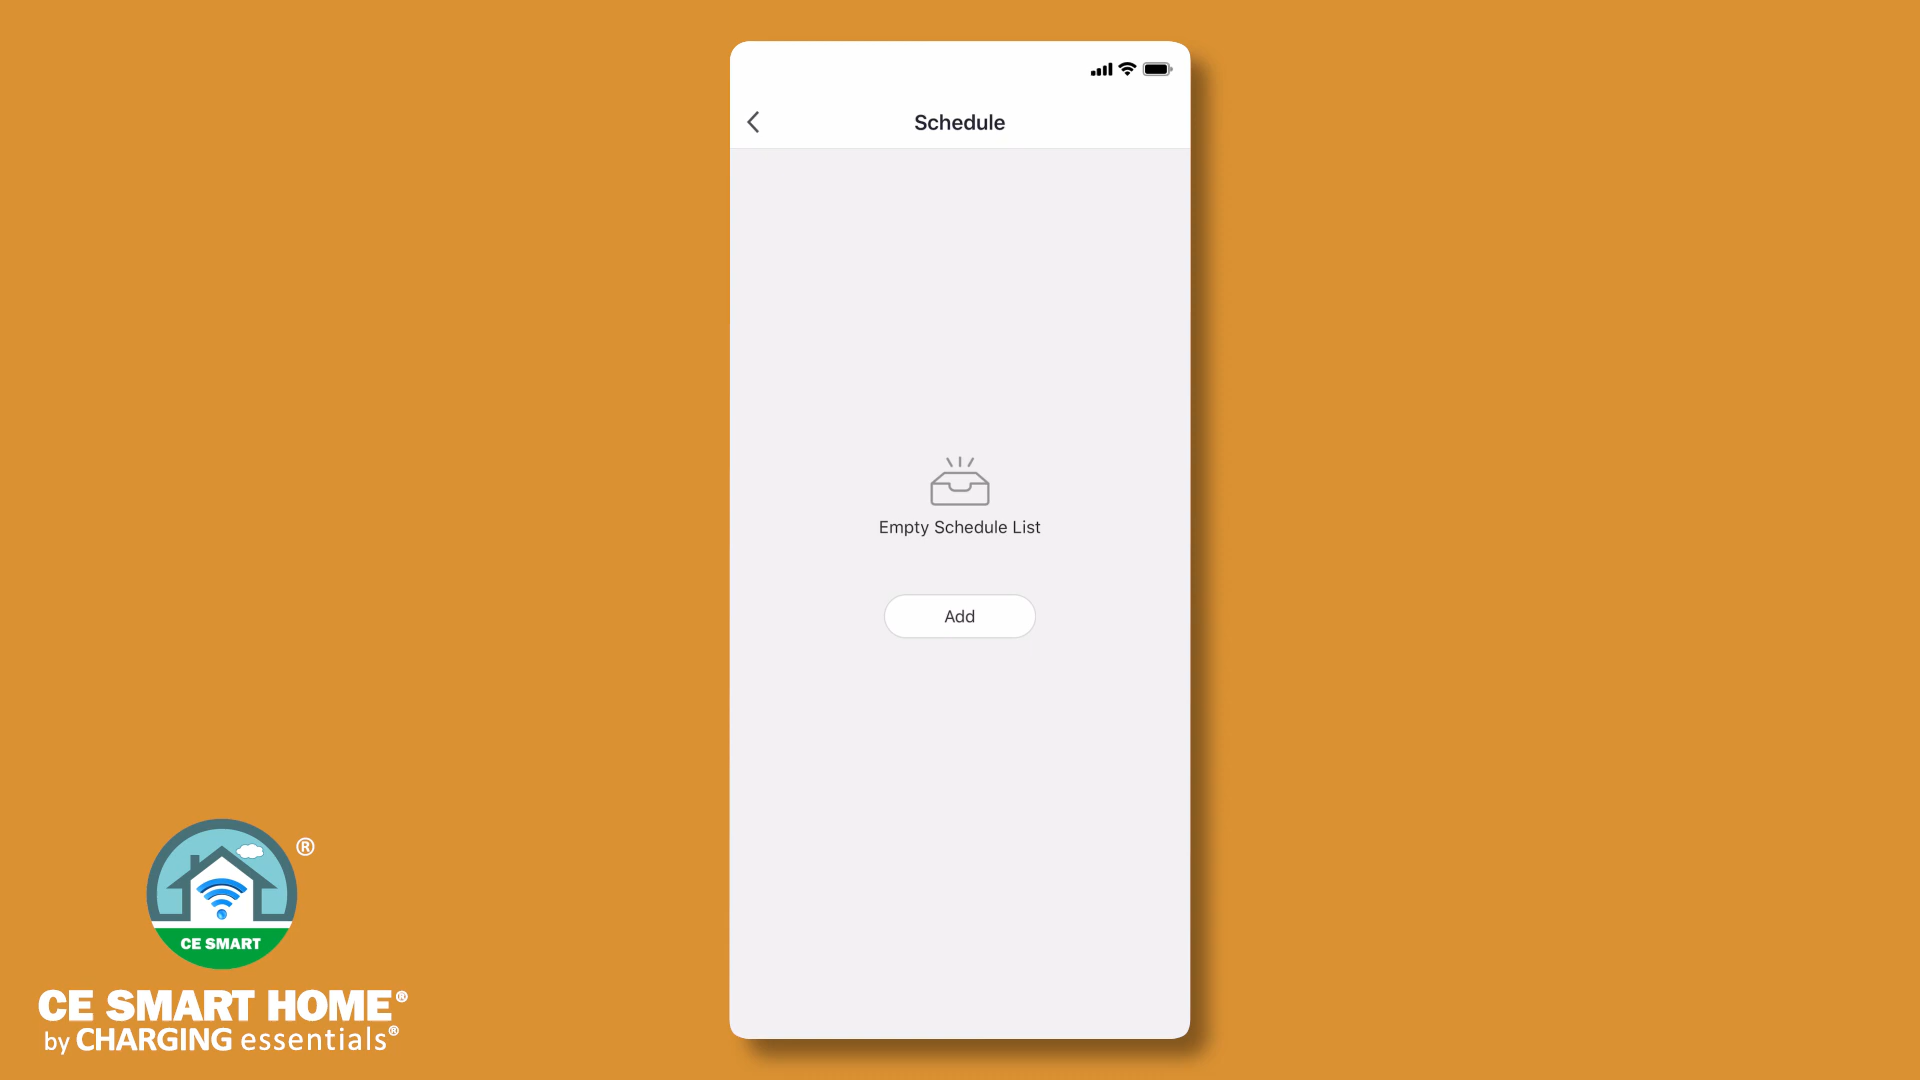 Schedule
Empty Schedule List
Add
®
CE SMART
CE SMART HOME®
by CHARGING essentials®